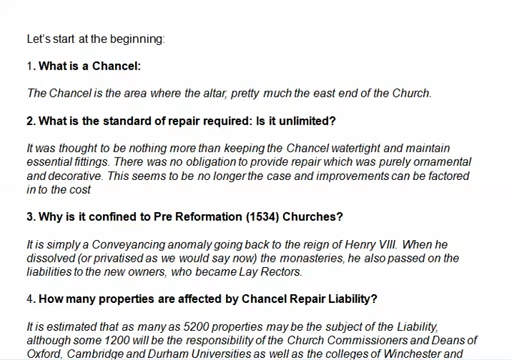 Let's start at the beginning:
1. What is a Chancel:
The Chancel is the area where the altar, pretty much the east end of the Church.
2. What is the standard of repair required: Is it unlimited?
It was thought to be nothing more than keeping the Chancel watertight and maintain
essential fittings. There was no obligation to provide repair which was purely ornamental
and decorative. This seems to be no longer the case and improvements can be factored
in to the cost
3. Why is it confined to Pre Reformation (1534) Churches?
It is simply a Conveyancing anomaly going back to the reign of Henry VIII. When he
dissolved (or privatised as we would say now) the monasteries, he also passed on the
liabilities to the new owners, who became Lay Rectors.
4. How many properties are affected by Chancel Repair Liability?
It is estimated that as many as 5200 properties may be the subject of the Liability,
although some 1200 will be the responsibility of the Church Commissioners and Deans of
Oxford, Cambridge and Durham Universities as well as the colleges of Winchester and